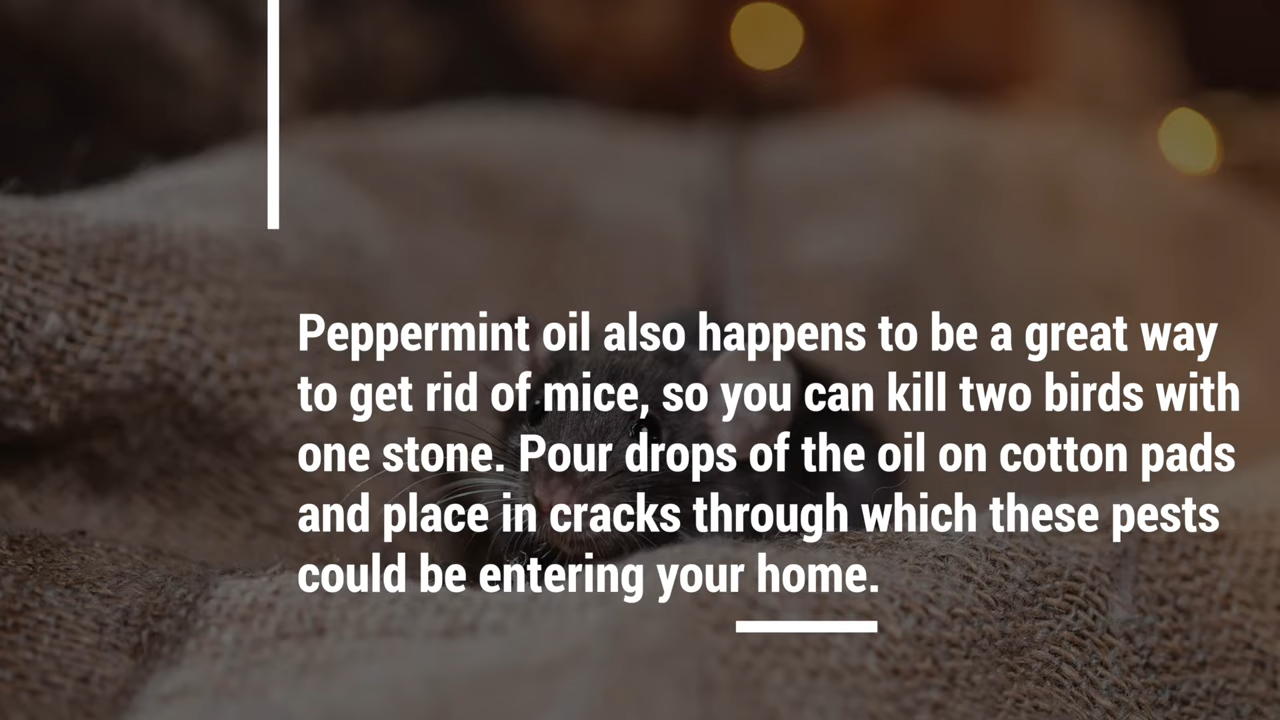 Peppermint oil also happens to be a great way
to get rid of mice, so you can kill two birds with
one stone. Pour drops of the oil on cotton pads
and place in cracks through which these pests
could be entering your home.